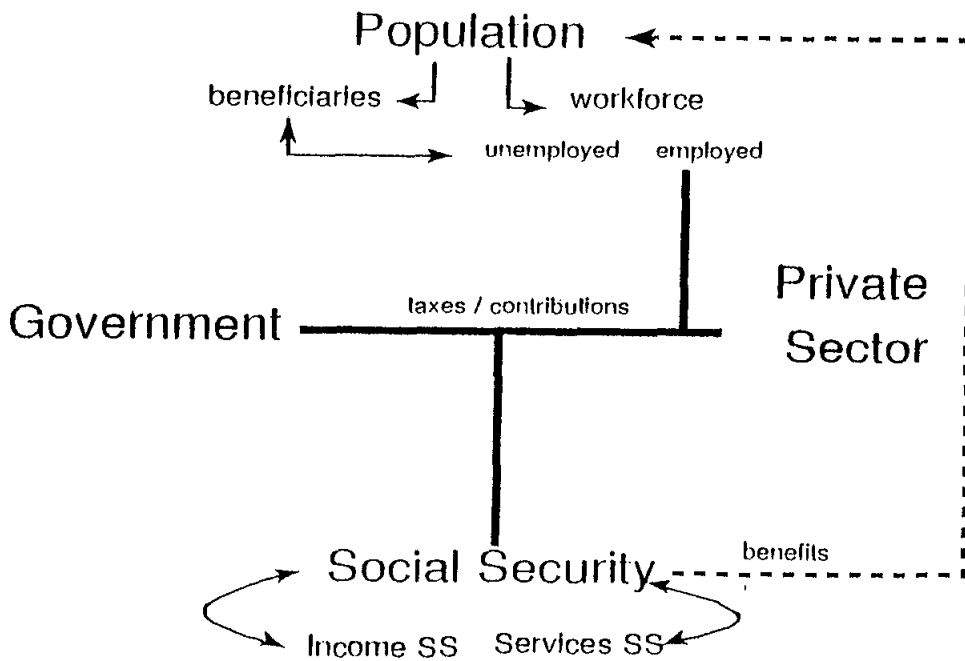 Population
beneficiaries workforce
unemployed employed
Private
Sector
Government
taxes / contributions
benefits
Social Security
Income SS Services SS